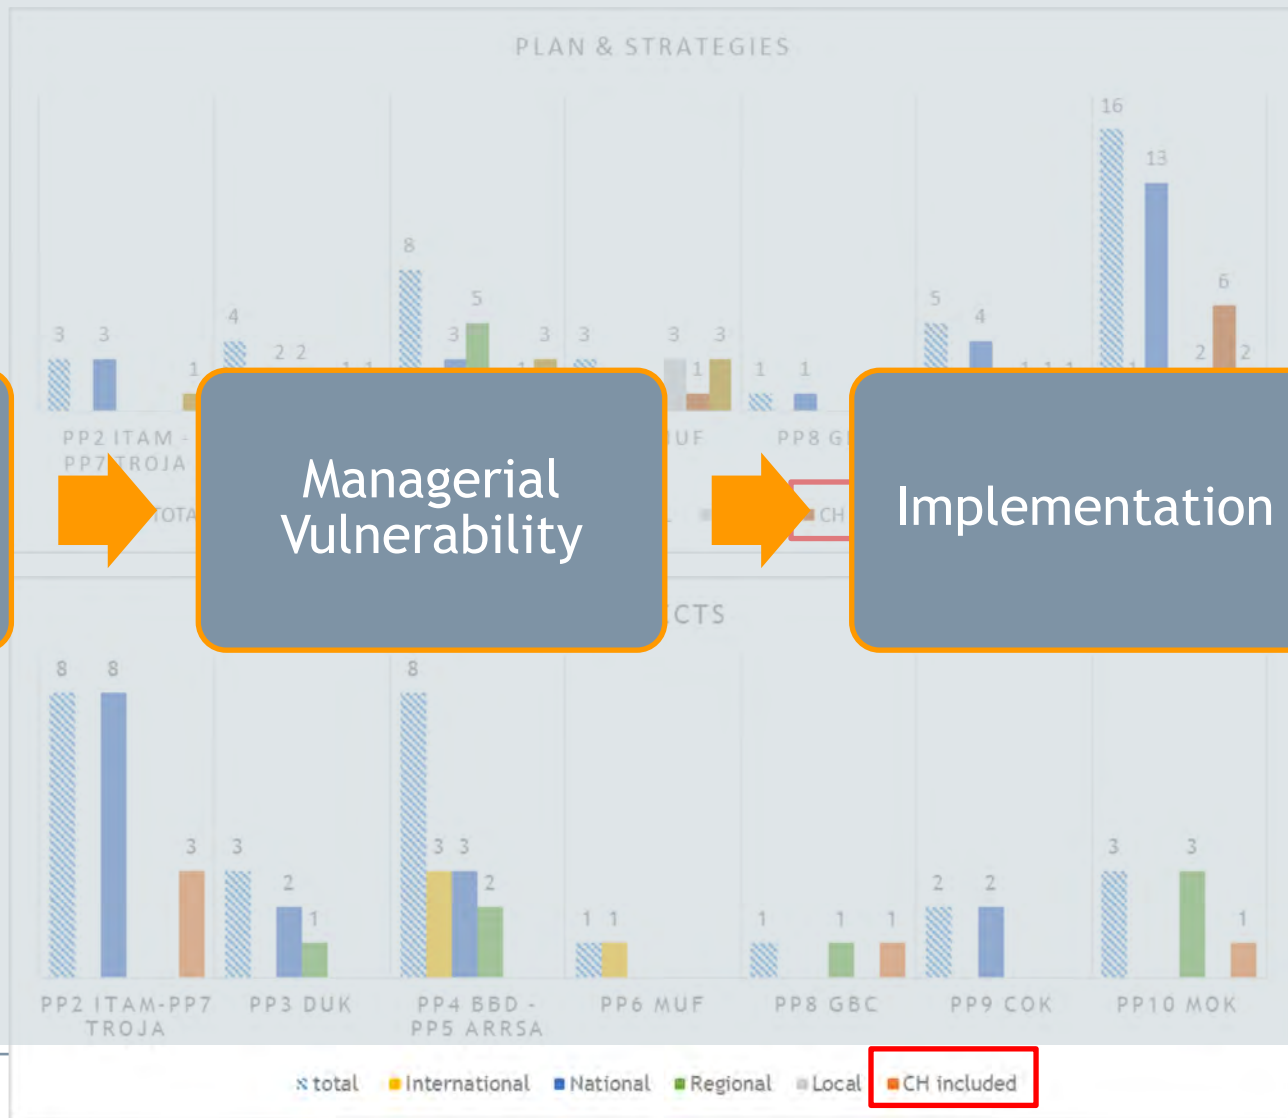 PLAN & STRATEGIES
16
13
8
6
5
5
4
4
3 3
3
3
3
3
3
2 2
2
2
1
1 1
1
1
1 1
1 1 1
1
PP2 ITAM -
PP7 TROJA
MUF
PP8 G
TOTA
CH
Managerial
Vulnerability
Implementation
CTS
8 8
8
3 3
2
1
3 3
2
1 1
1
1
1
2 2
3
3
1
PP2 ITAM-PP7
TROJA
PP3 DUK
PP4 BBD -
PP5 ARRSA
PP6 MUF
PP8 GBC
PP9 COK
PP10 MOK
total International National Regional Local CH included